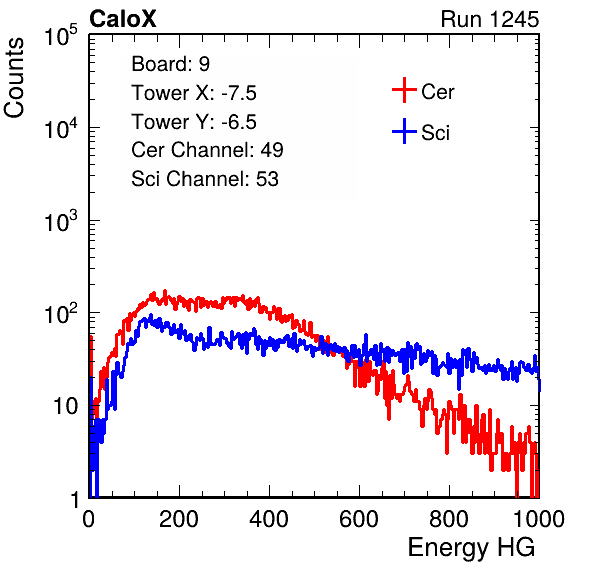 CaloX Run 1245
Counts
10^5
10^4
10^3
10^2
10
1
Board: 9
Tower X: -7.5
Tower Y: -6.5
Cer Channel: 49
Sci Channel: 53
Cer
Sci
0 200 400 600 800 1000
Energy HG